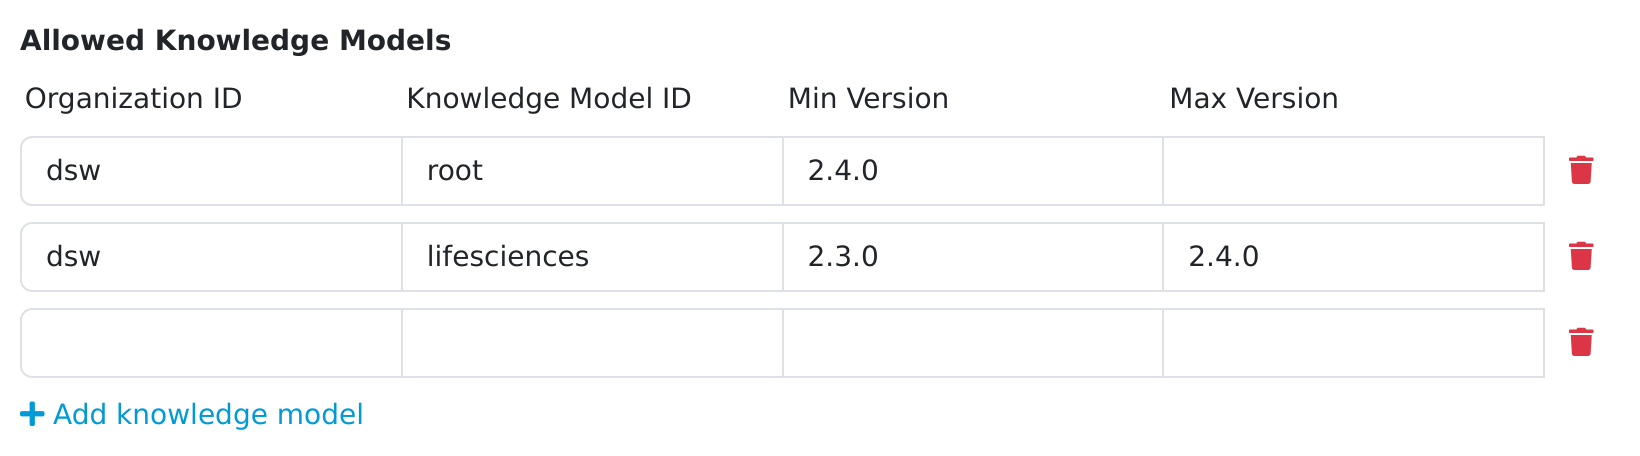 Allowed Knowledge Models
Organization ID Knowledge Model ID Min Version Max Version
dsw root 2.4.0
dsw lifesciences 2.3.0 2.4.0
Add knowledge model